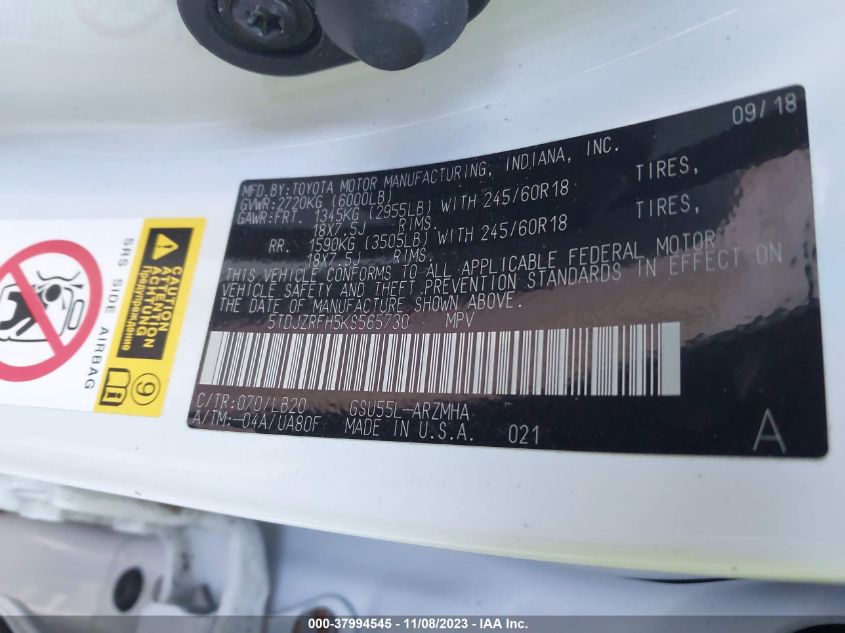 09/18
MFD.BY:TOYOTA MOTOR MANUFACTURING, INDIANA, INC.
GVWR:2720KG (6000LB)
GAWR:FRT. 1345KG (2955LB) WITH 245/60R18 TIRES,
18X7.5J RIMS.
RR. 1590KG (3505LB) WITH 245/60R18 TIRES,
18X7.5J RIMS.
THIS VEHICLE CONFORMS TO ALL APPLICABLE FEDERAL MOTOR
VEHICLE SAFETY AND THEFT PREVENTION STANDARDS IN EFFECT ON
THE DATE OF MANUFACTURE SHOWN ABOVE.
5TDJZRFH5KS565730 MPV
C/TR:070/LB20 GSU55L-ARZMHA
A/TM:-04A/UA80F MADE IN U.S.A. 021
A
CAUTION
ATTENTION
ACHTUNG
Предупреждение
SRS SIDE AIRBAG
9
i
000-37994545 - 11/08/2023 - IAA Inc.